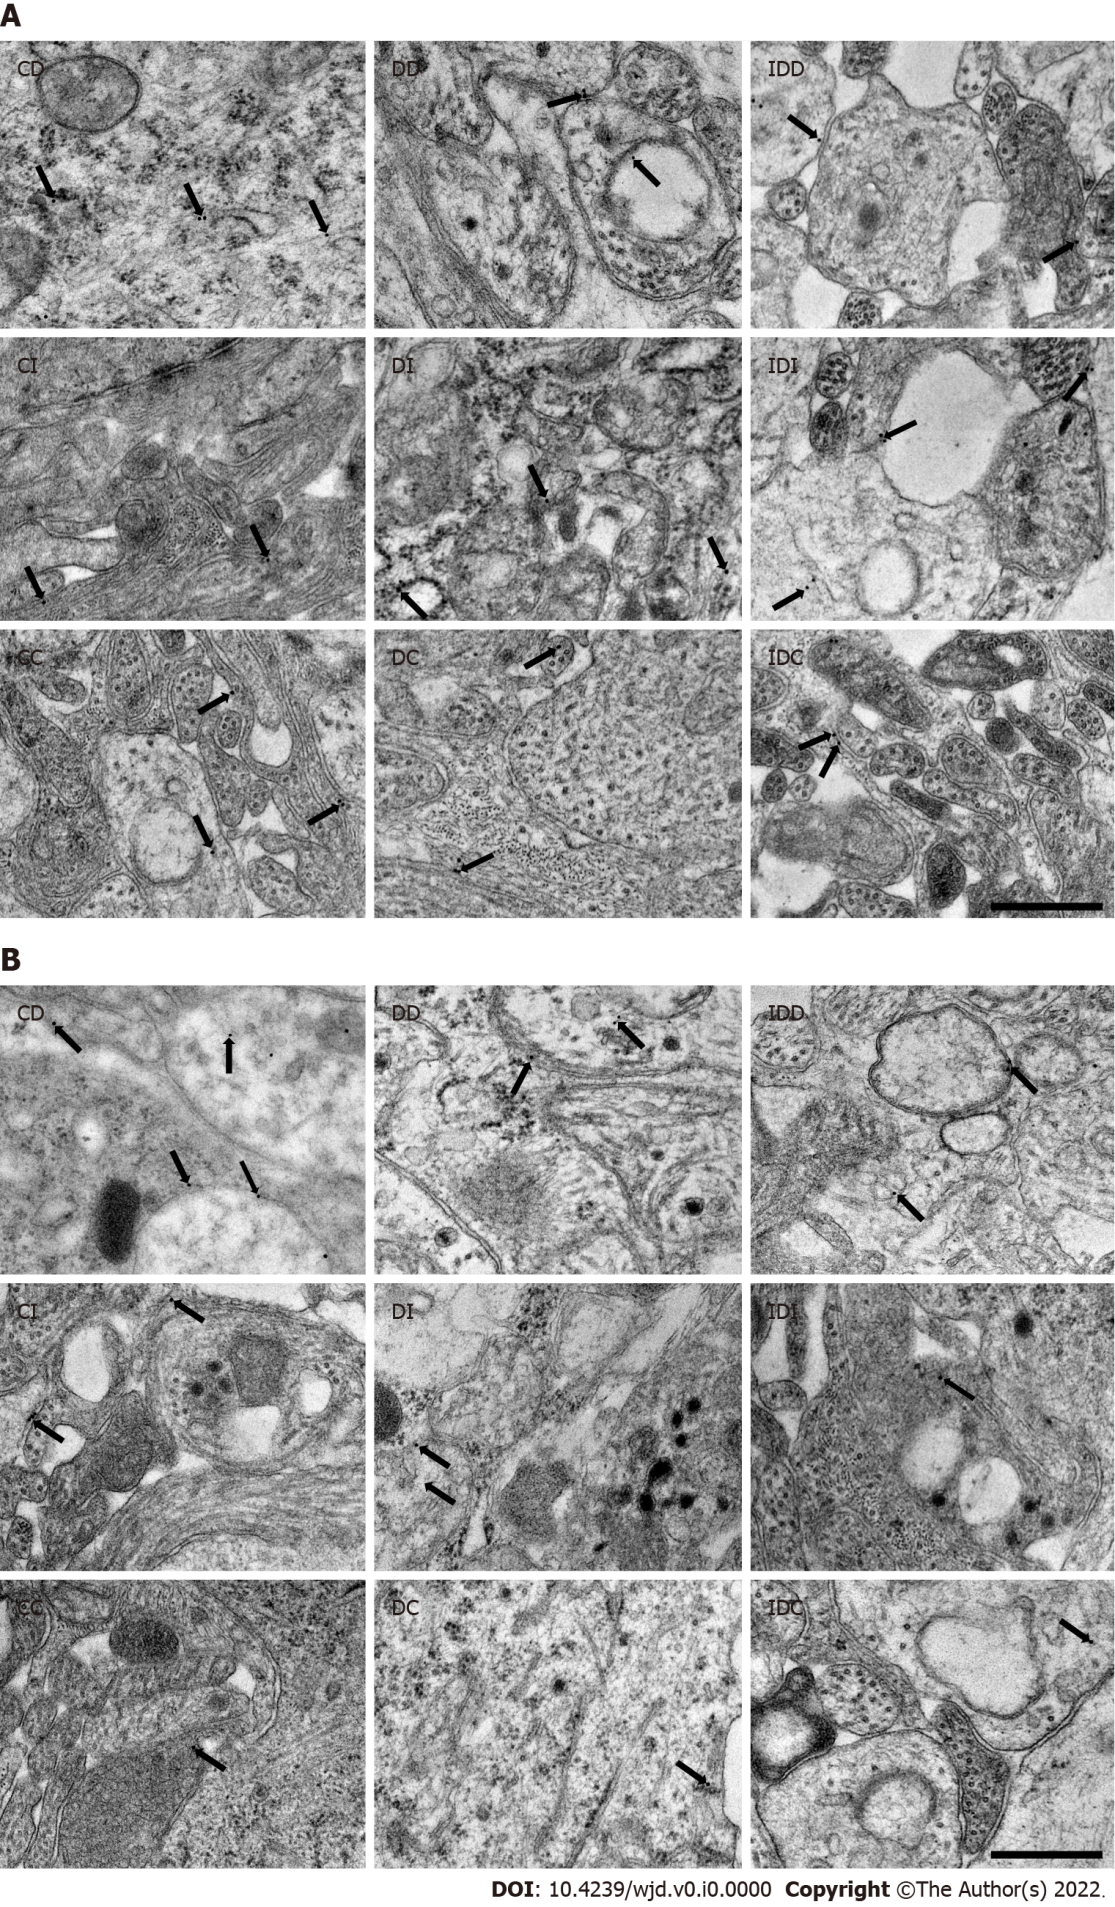 A
CD DD IDD
CI DI IDI
CC DC IDC
B
CD DD IDD
CI DI IDI
CC DC IDC
DOI: 10.4239/wjd.v0.i0.0000 Copyright ©The Author(s) 2022.